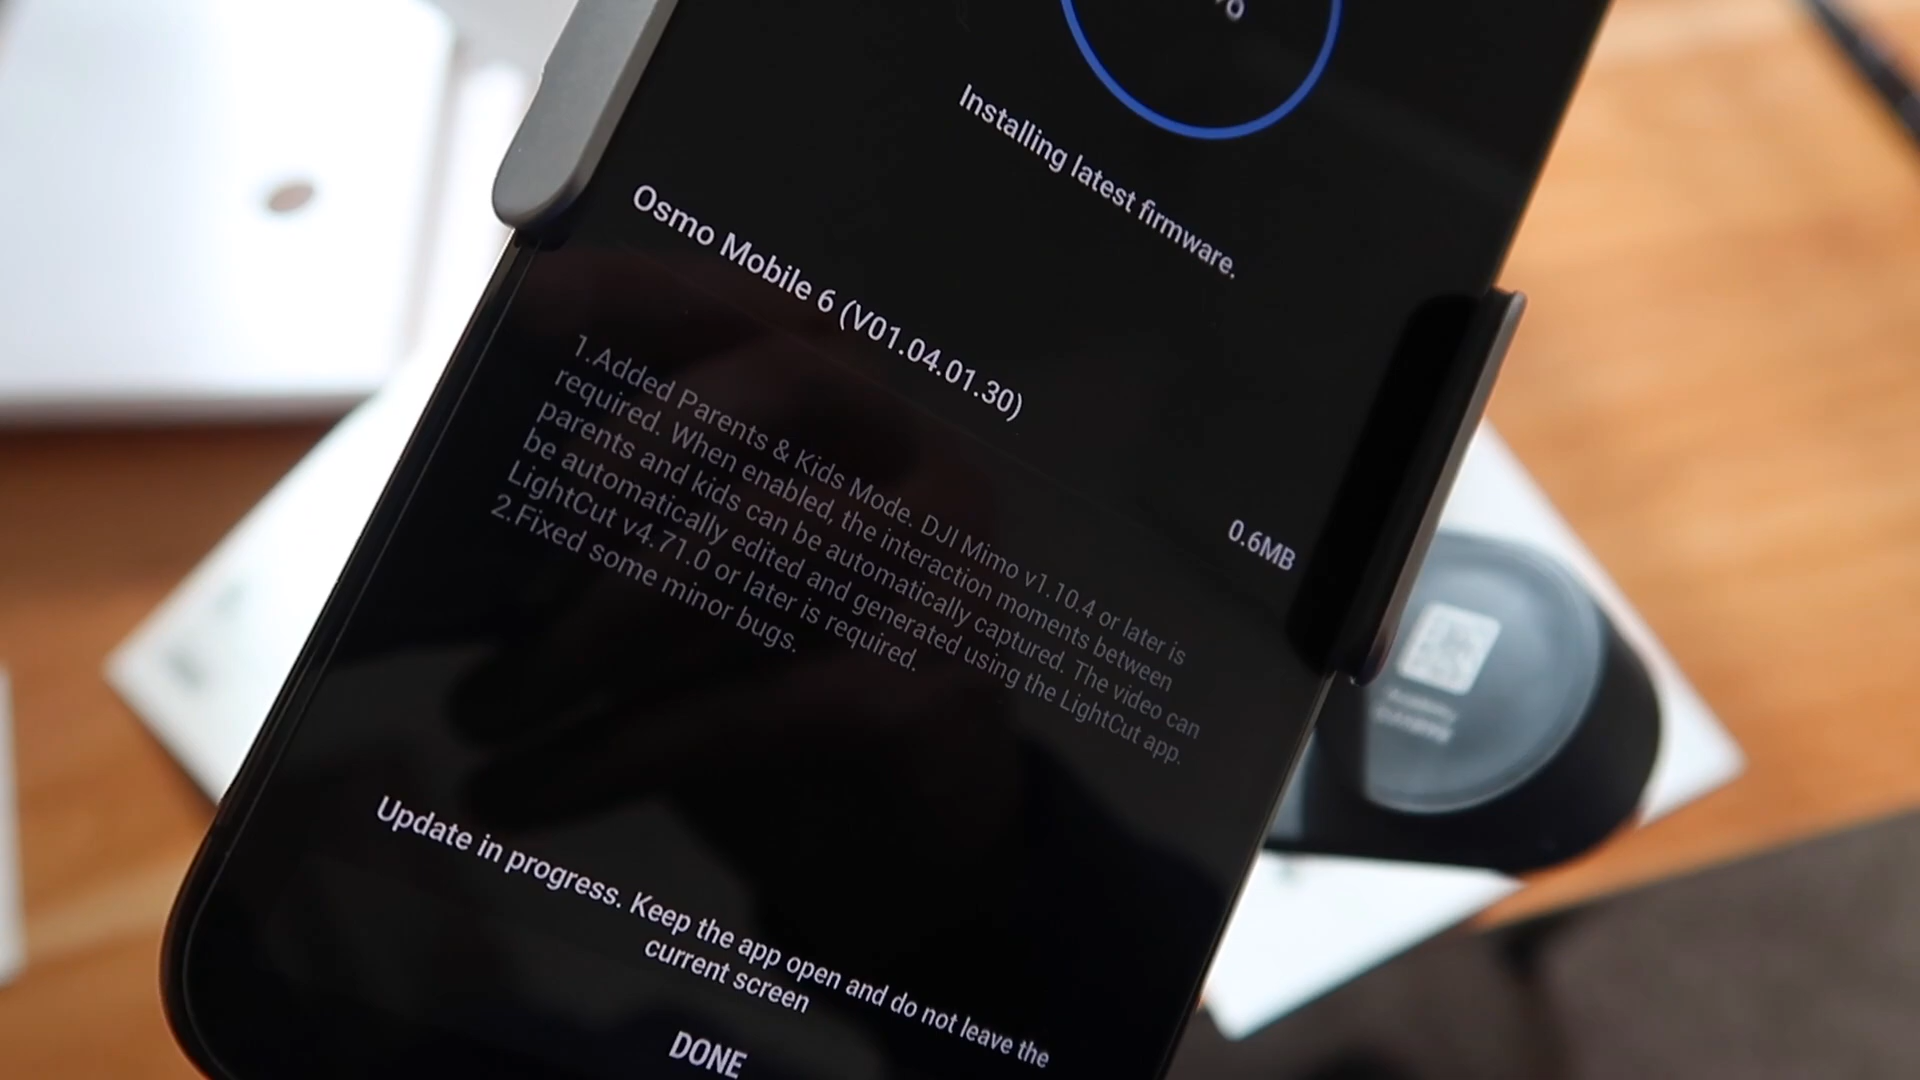 Installing latest firmware.
Osmo Mobile 6 (V01.04.01.30)
0.6MB
1.Added Parents & Kids Mode. DJI Mimo v1.10.4 or later is
required. When enabled, the interaction moments between
parents and kids can be automatically captured. The video can
be automatically edited and generated using the LightCut app.
LightCut v4.71.0 or later is required.
2.Fixed some minor bugs.
Update in progress. Keep the app open and do not leave the
current screen
DONE